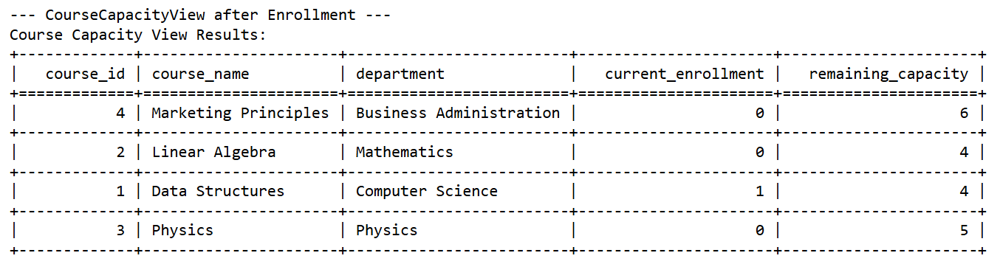 --- CourseCapacityView after Enrollment ---
Course Capacity View Results:
+-------------+----------------------+-------------------------+----------------------+----------------------+
|   course_id | course_name          | department              |   current_enrollment |   remaining_capacity |
+=============+======================+=========================+======================+======================+
|           4 | Marketing Principles | Business Administration |                    0 |                    6 |
+-------------+----------------------+-------------------------+----------------------+----------------------+
|           2 | Linear Algebra       | Mathematics             |                    0 |                    4 |
+-------------+----------------------+-------------------------+----------------------+----------------------+
|           1 | Data Structures      | Computer Science        |                    1 |                    4 |
+-------------+----------------------+-------------------------+----------------------+----------------------+
|           3 | Physics              | Physics                 |                    0 |                    5 |
+-------------+----------------------+-------------------------+----------------------+----------------------+